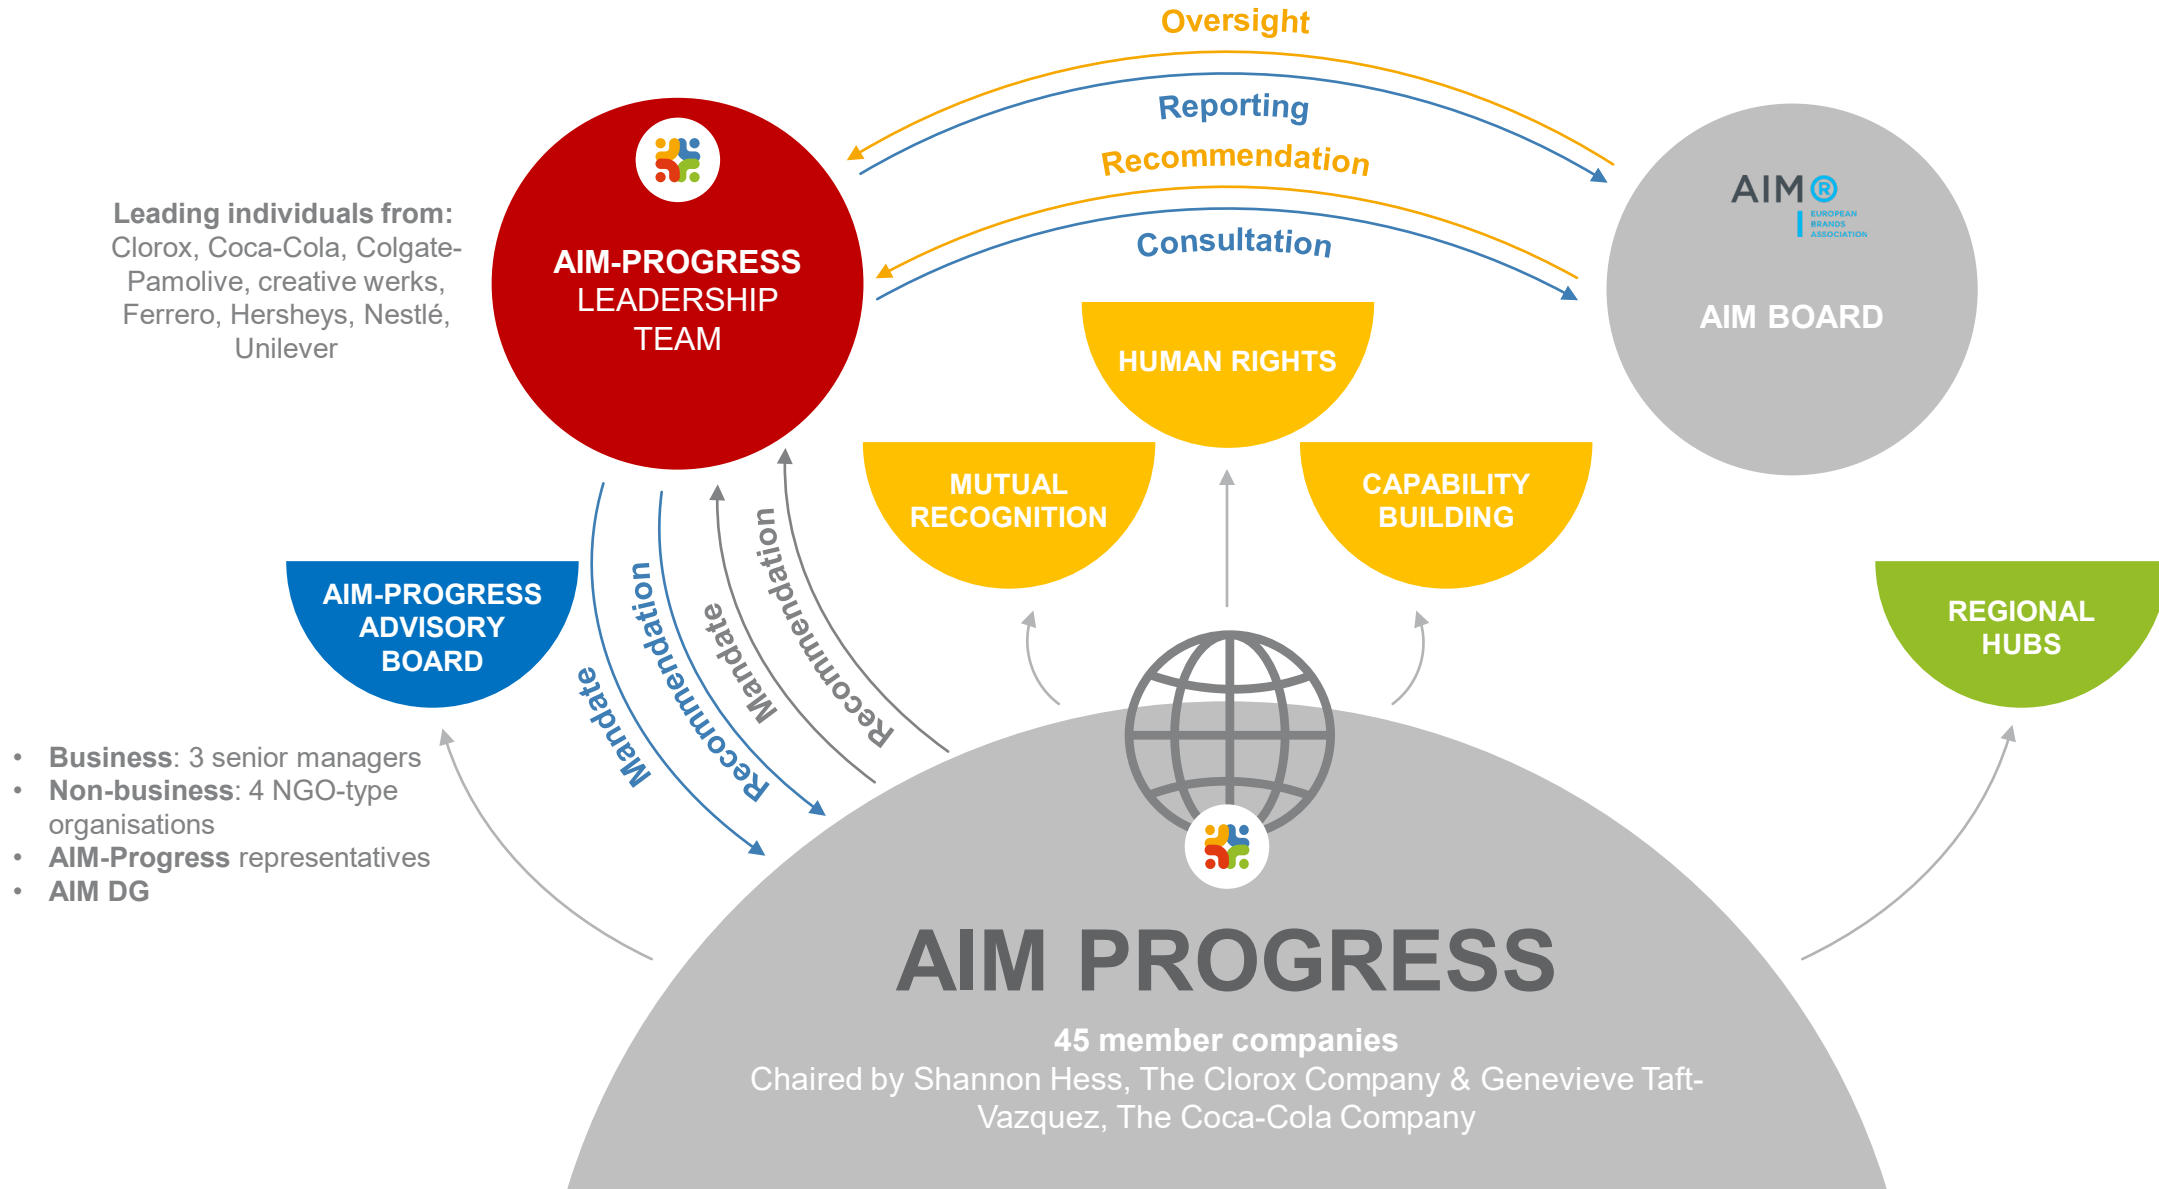 Oversight
Reporting
Recommendation
Consultation
Leading individuals from:
Clorox, Coca-Cola, Colgate-
Pamolive, creative werks,
Ferrero, Hersheys, Nestlé,
Unilever
AIM-PROGRESS
LEADERSHIP
TEAM
AIM®
EUROPEAN
BRANDS
ASSOCIATION
AIM BOARD
HUMAN RIGHTS
MUTUAL
RECOGNITION
CAPABILITY
BUILDING
AIM-PROGRESS
ADVISORY
BOARD
Mandate
Recommendation
Mandate
Recommendation
REGIONAL
HUBS
• Business: 3 senior managers
• Non-business: 4 NGO-type
organisations
• AIM-Progress representatives
• AIM DG
AIM PROGRESS
45 member companies
Chaired by Shannon Hess, The Clorox Company & Genevieve Taft-
Vazquez, The Coca-Cola Company